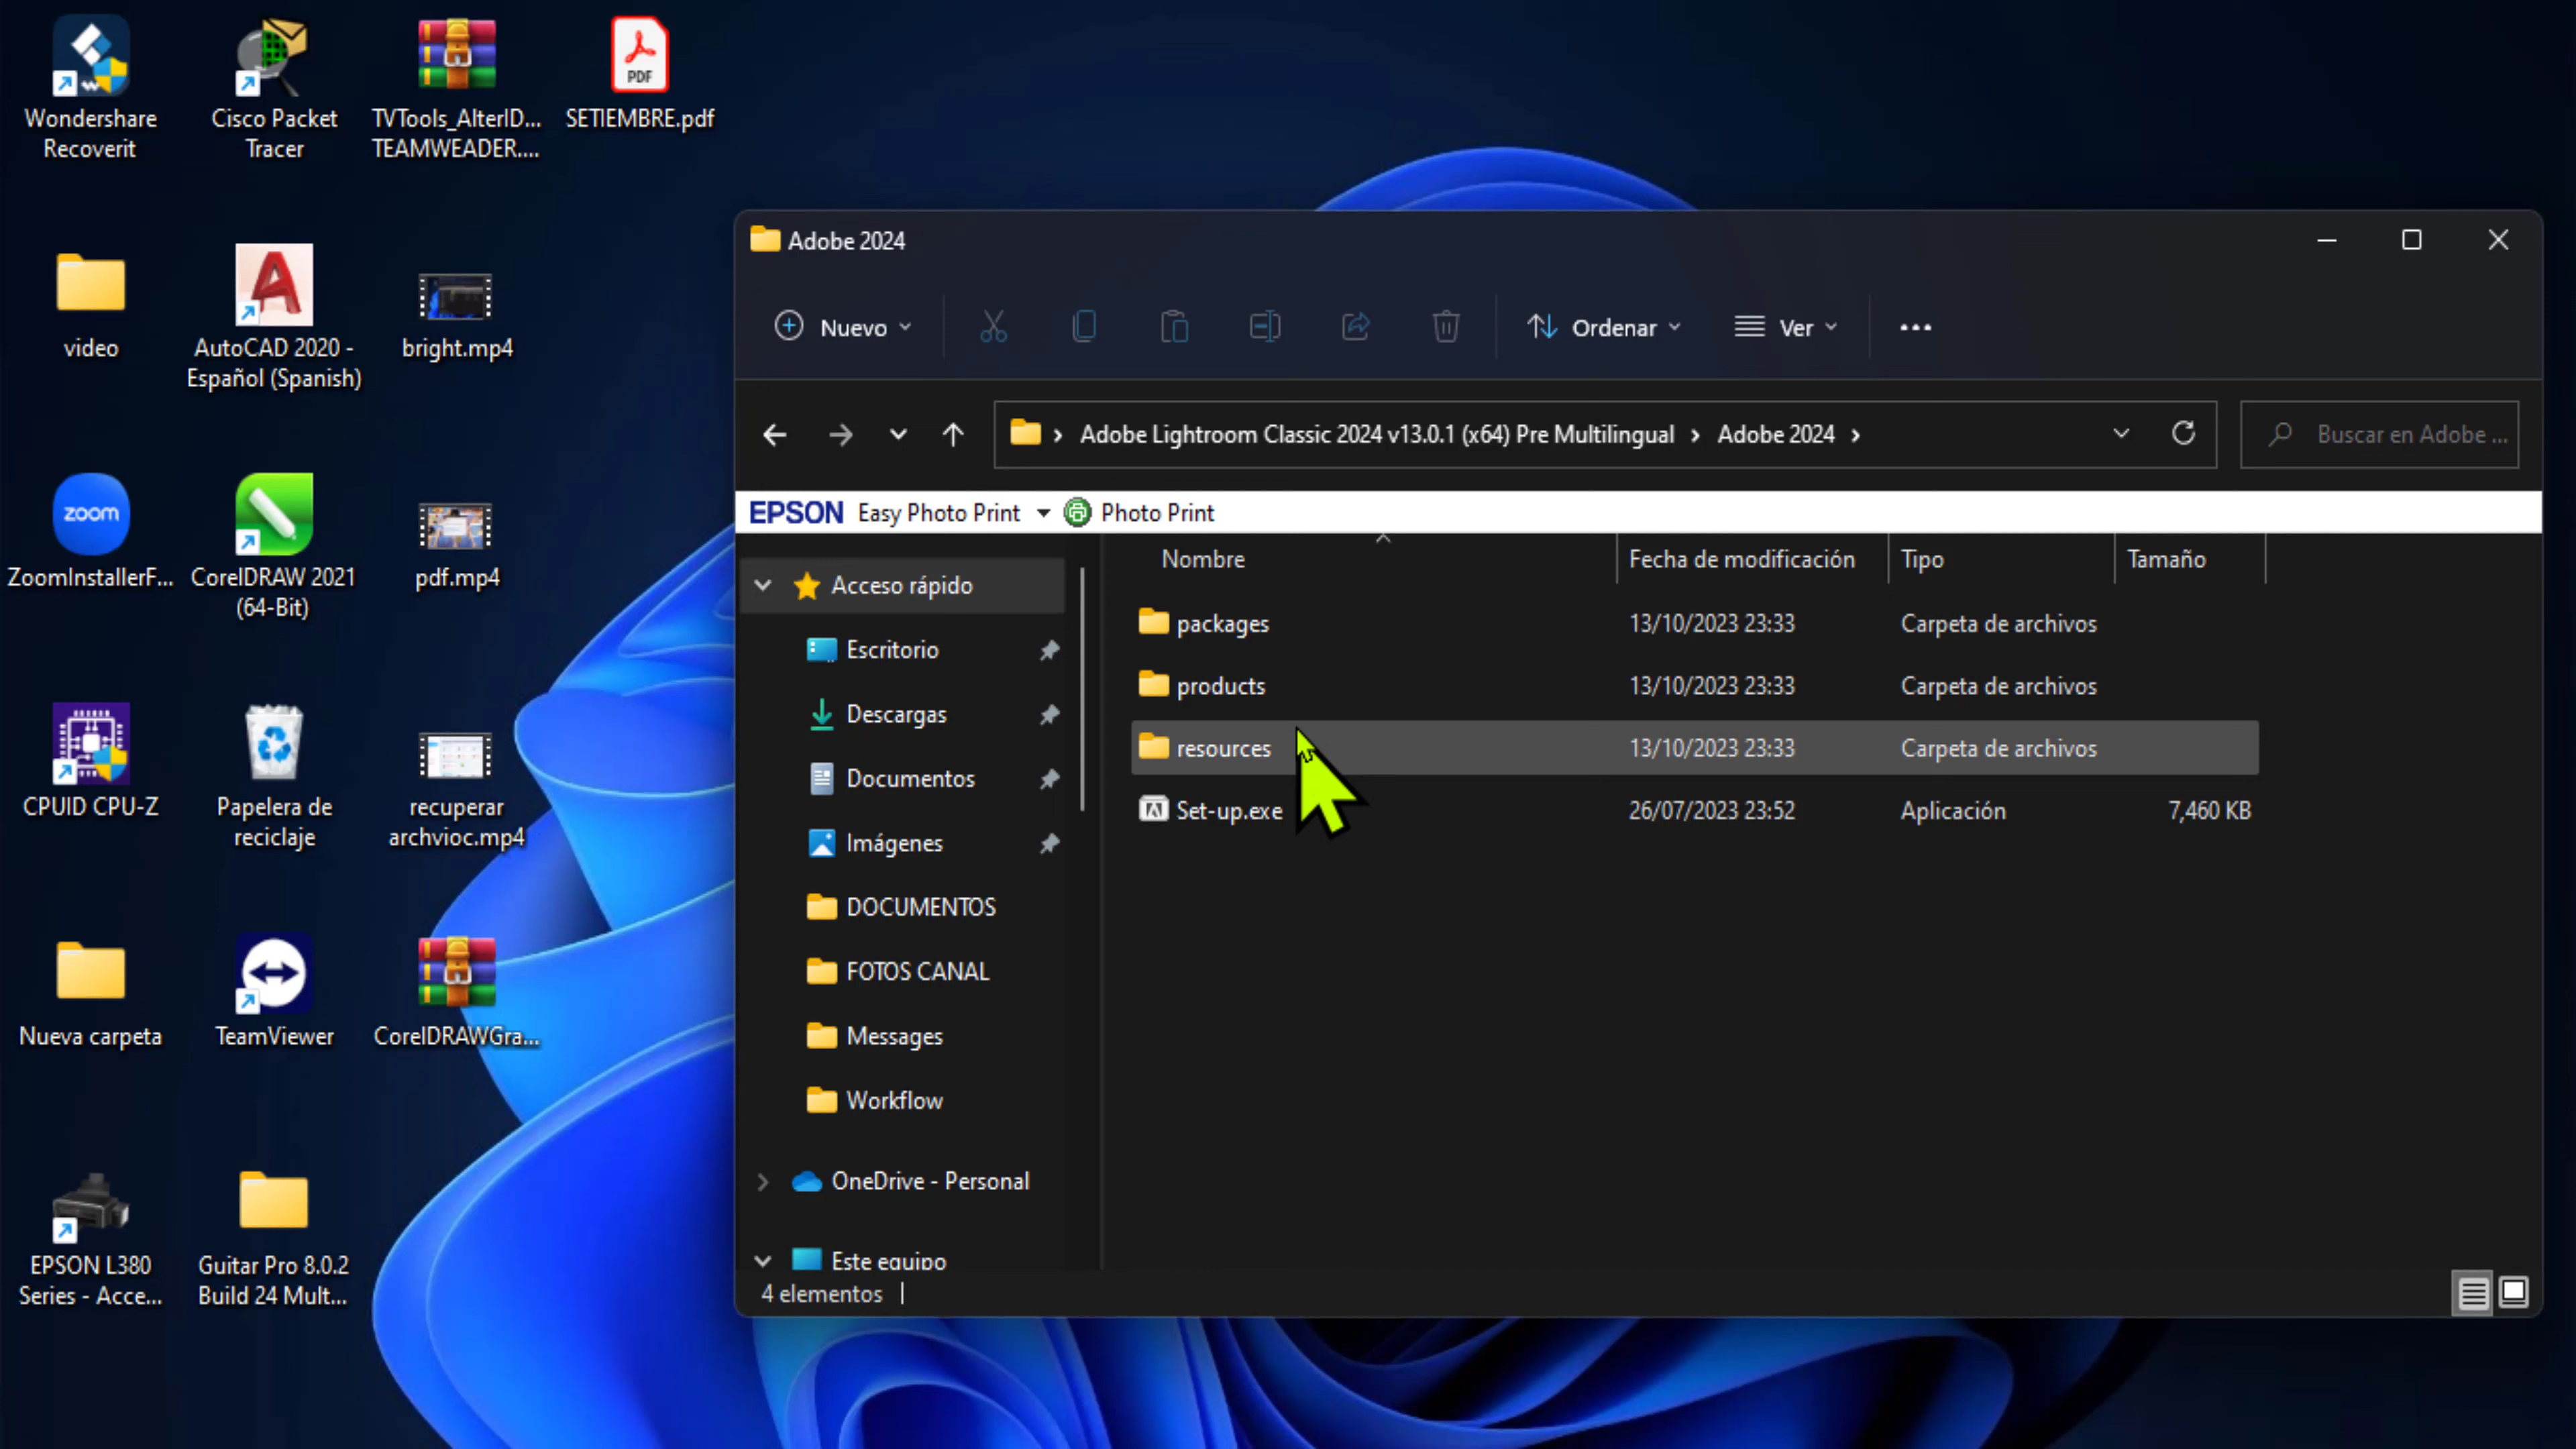 Wondershare
Recoverit
Cisco Packet
Tracer
TVTools_AlterID...
TEAMWEADER....
PDF
SETIEMBRE.pdf
video
AutoCAD 2020 -
Español (Spanish)
bright.mp4
zoom
ZoomInstallerF...
CorelDRAW 2021
(64-Bit)
pdf.mp4
CPUID CPU-Z
Papelera de
reciclaje
recuperar
archvioc.mp4
Nueva carpeta
TeamViewer
CorelDRAWGra...
EPSON L380
Series - Acce...
Guitar Pro 8.0.2
Build 24 Mult...
Adobe 2024
Nuevo
Ordenar
Ver
Adobe Lightroom Classic 2024 v13.0.1 (x64) Pre Multilingual › Adobe 2024 ›
Buscar en Adobe ...
EPSON Easy Photo Print Photo Print
Nombre Fecha de modificación Tipo Tamaño
packages 13/10/2023 23:33 Carpeta de archivos
products 13/10/2023 23:33 Carpeta de archivos
resources 13/10/2023 23:33 Carpeta de archivos
Set-up.exe 26/07/2023 23:52 Aplicación 7,460 KB
Acceso rápido
Escritorio
Descargas
Documentos
Imágenes
DOCUMENTOS
FOTOS CANAL
Messages
Workflow
OneDrive - Personal
Este equipo
4 elementos